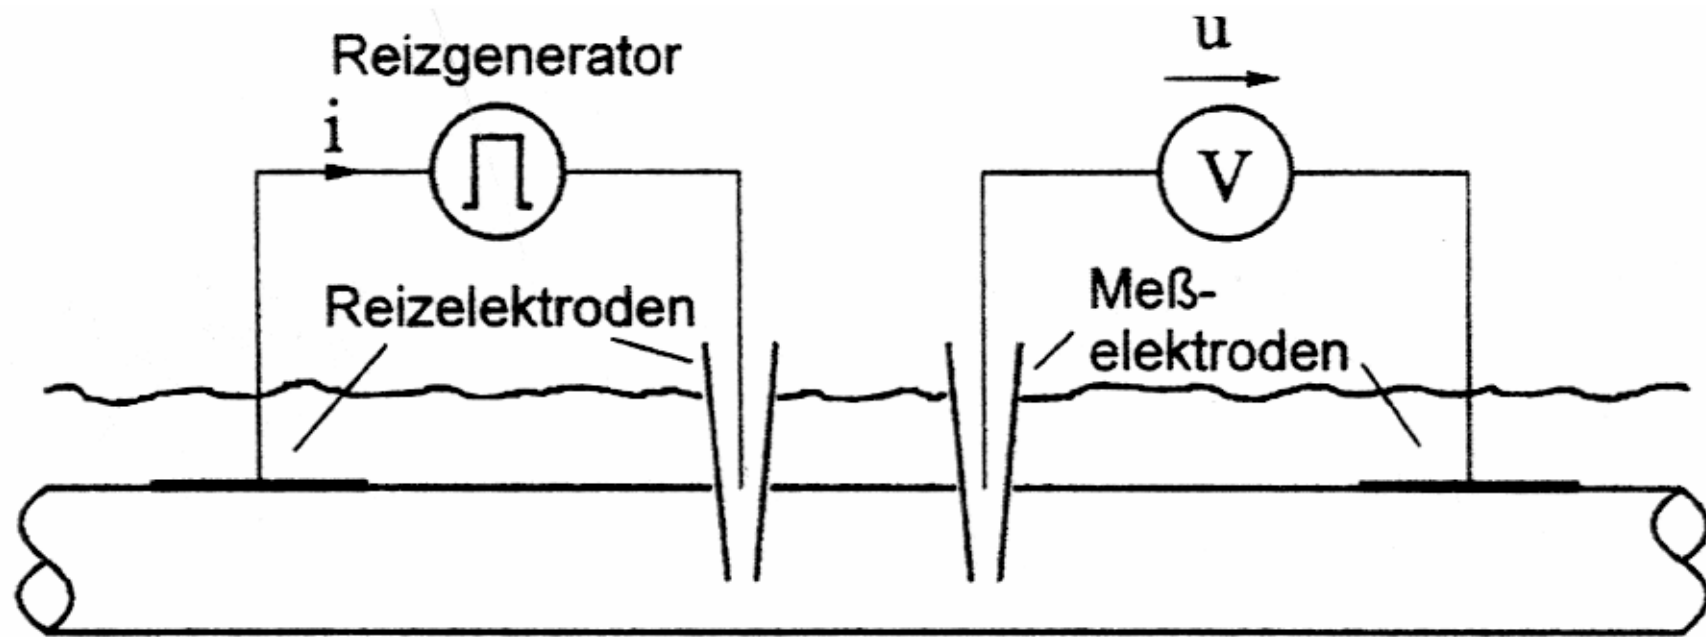 u
Reizgenerator
i
V
Reizelektroden
Meß-
elektroden